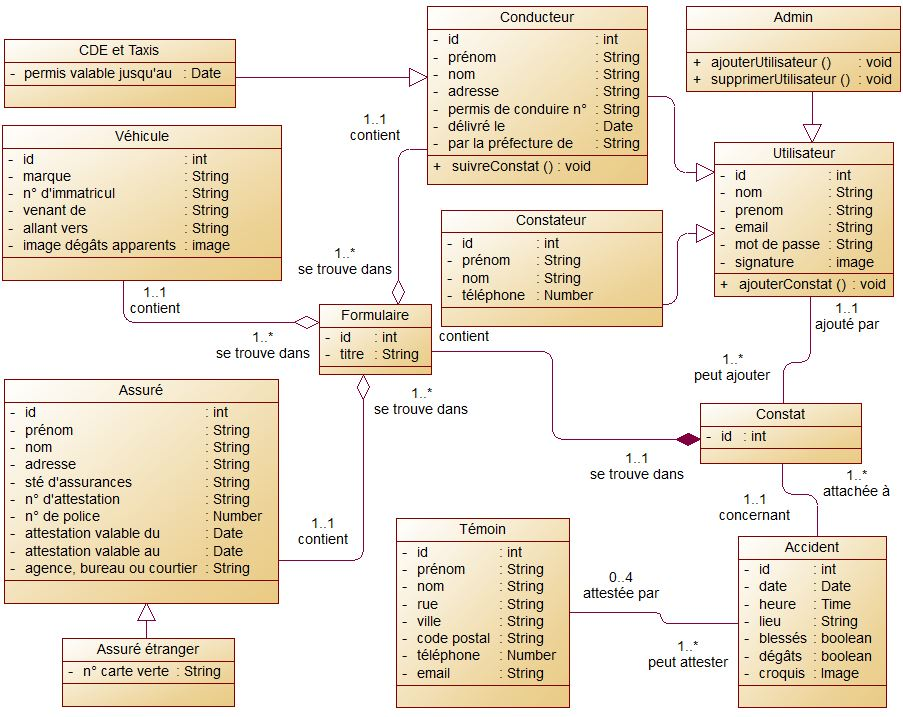 Conducteur
- id : int
- prénom : String
- nom : String
- adresse : String
- permis de conduire n° : String
- délivré le : Date
- par la préfecture de : String
+ suivreConstat () : void
Admin
+ ajouterUtilisateur () : void
+ supprimerUtilisateur () : void
CDE et Taxis
- permis valable jusqu'au : Date
Véhicule
- id : int
- marque : String
- n° d'immatricul : String
- venant de : String
- allant vers : String
- image dégâts apparents : image
1..1
contient
Utilisateur
- id : int
- nom : String
- prenom : String
- email : String
- mot de passe : String
- signature : image
+ ajouterConstat () : void
Constateur
- id : int
- prénom : String
- nom : String
- téléphone : Number
1..*
se trouve dans
1..1
contient
1..*
se trouve dans
Formulaire
- id : int
- titre : String
contient
1..1
ajouté par
1..*
peut ajouter
1..*
se trouve dans
Assuré
- id : int
- prénom : String
- nom : String
- adresse : String
- sté d'assurances : String
- n° d'attestation : String
- n° de police : Number
- attestation valable du : Date
- attestation valable au : Date
- agence, bureau ou courtier : String
Constat
- id : int
1..1
se trouve dans
1..*
attachée à
1..1
concernant
1..1
contient
Témoin
- id : int
- prénom : String
- nom : String
- rue : String
- ville : String
- code postal : String
- téléphone : Number
- email : String
0..4
attestée par
1..*
peut attester
Accident
- id : int
- date : Date
- heure : Time
- lieu : String
- blessés : boolean
- dégâts : boolean
- croquis : Image
Assuré étranger
- n° carte verte : String